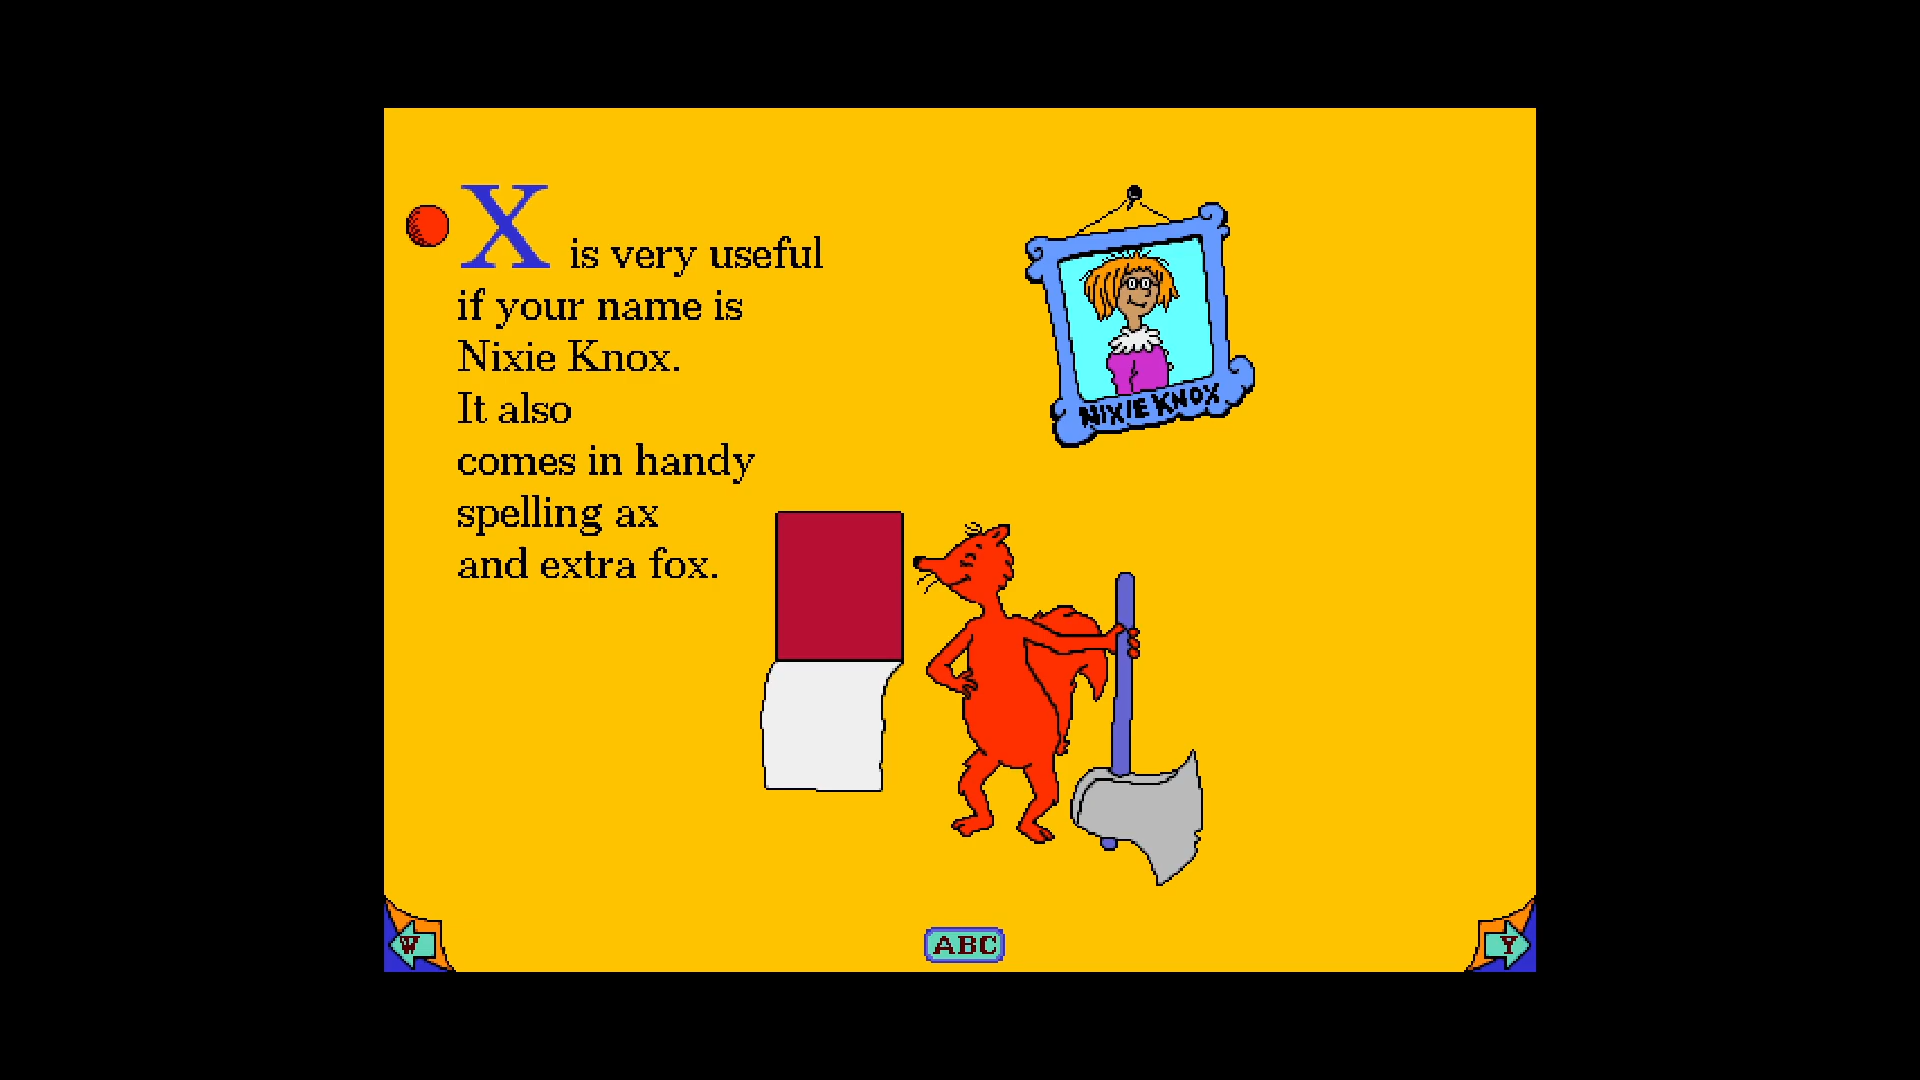 X is very useful
if your name is
Nixie Knox.
It also
comes in handy
spelling ax
and extra fox.
NIXIE KNOX
W
ABC
Y